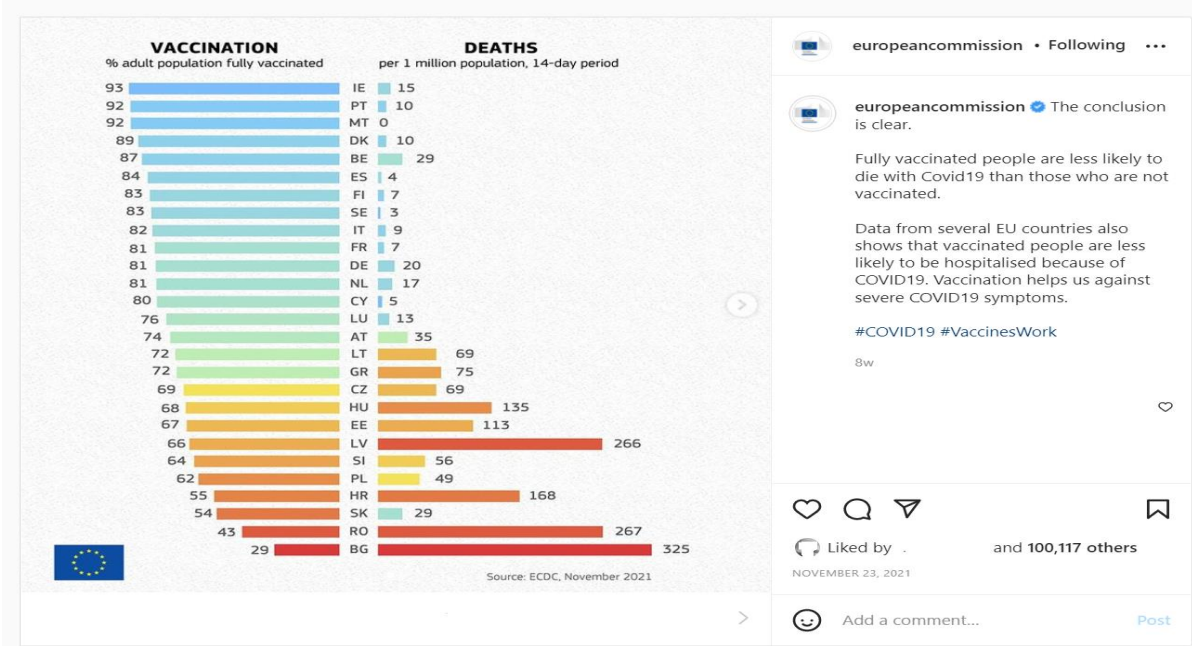 VACCINATION
% adult population fully vaccinated
DEATHS
per 1 million population, 14-day period
93 IE 15
92 PT 10
92 MT 0
89 DK 10
87 BE 29
84 ES 4
83 FI 7
83 SE 3
82 IT 9
81 FR 7
81 DE 20
81 NL 17
80 CY 5
76 LU 13
74 AT 35
72 LT 69
72 GR 75
69 CZ 69
68 HU 135
67 EE 113
66 LV 266
64 SI 56
62 PL 49
55 HR 168
54 SK 29
43 RO 267
29 BG 325
Source: ECDC, November 2021
europeancommission • Following
europeancommission The conclusion
is clear.
Fully vaccinated people are less likely to
die with Covid19 than those who are not
vaccinated.
Data from several EU countries also
shows that vaccinated people are less
likely to be hospitalised because of
COVID19. Vaccination helps us against
severe COVID19 symptoms.
#COVID19 #VaccinesWork
8w
Liked by . and 100,117 others
NOVEMBER 23, 2021
Add a comment... Post